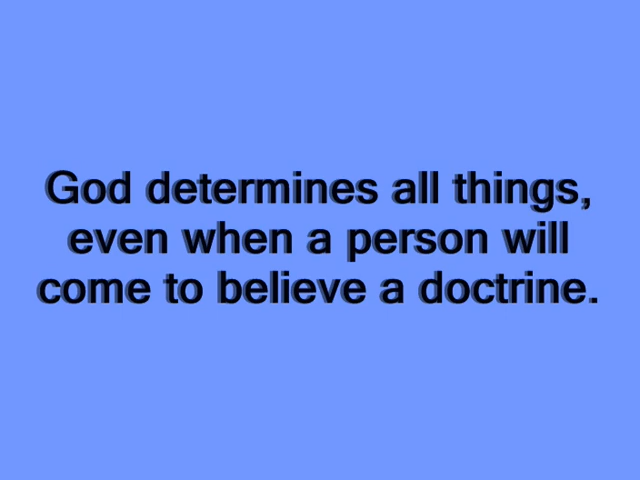 God determines all things,
even when a person will
come to believe a doctrine.